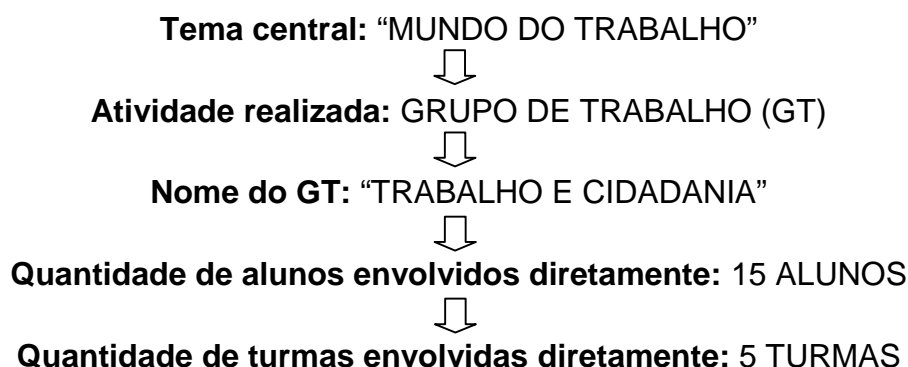 Tema central: “MUNDO DO TRABALHO”
Atividade realizada: GRUPO DE TRABALHO (GT)
Nome do GT: “TRABALHO E CIDADANIA”
Quantidade de alunos envolvidos diretamente: 15 ALUNOS
Quantidade de turmas envolvidas diretamente: 5 TURMAS